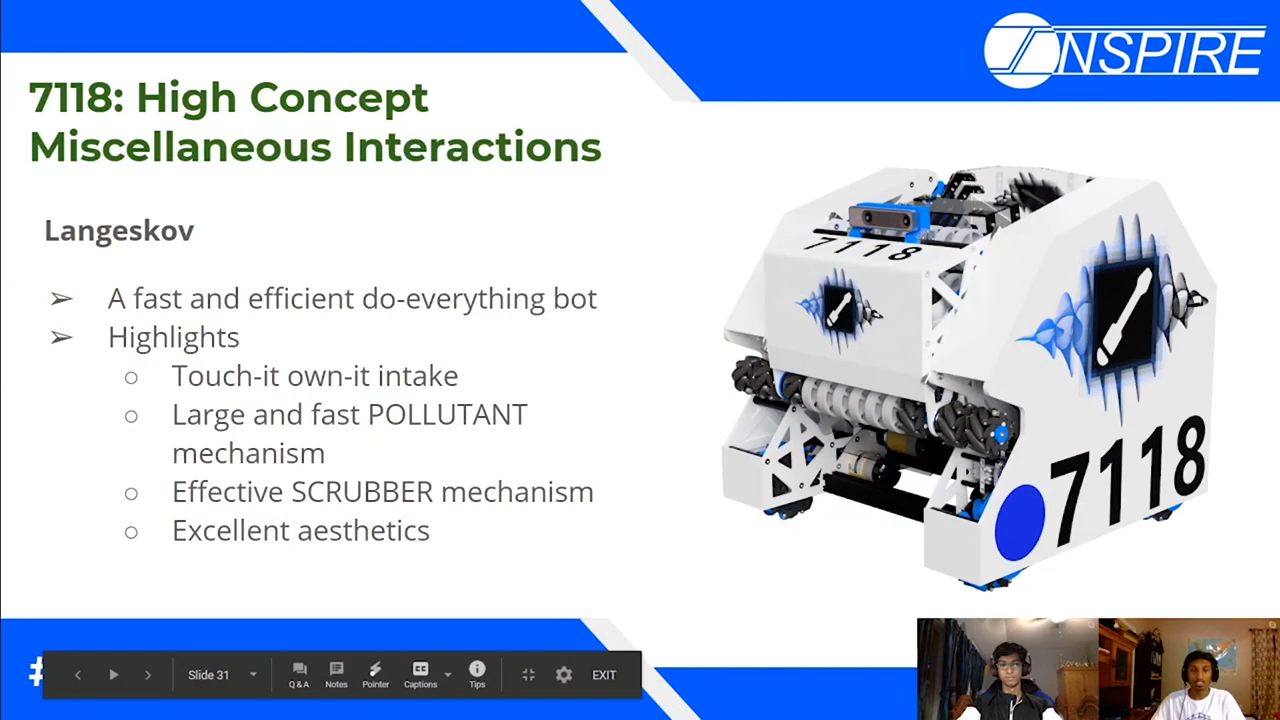 INSPIRE
7118: High Concept
Miscellaneous Interactions
Langeskov
➢ A fast and efficient do-everything bot
➢ Highlights
○ Touch-it own-it intake
○ Large and fast POLLUTANT
mechanism
○ Effective SCRUBBER mechanism
○ Excellent aesthetics
7118
7118
#
Slide 31
Q & A
Notes
Pointer
Captions
Tips
EXIT